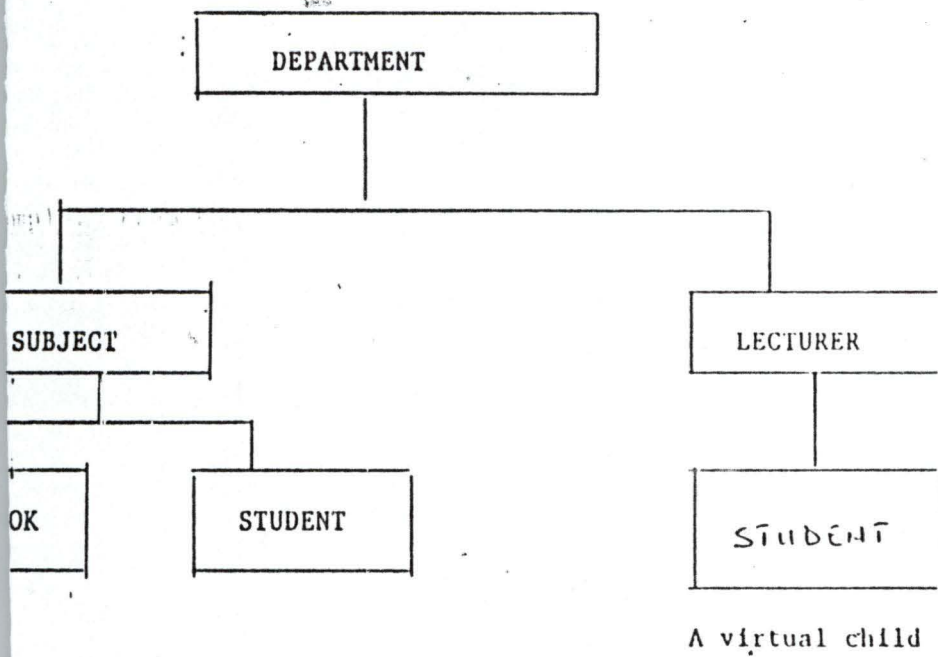 DEPARTMENT
SUBJECT
LECTURER
OK
STUDENT
STUDENT
A virtual child